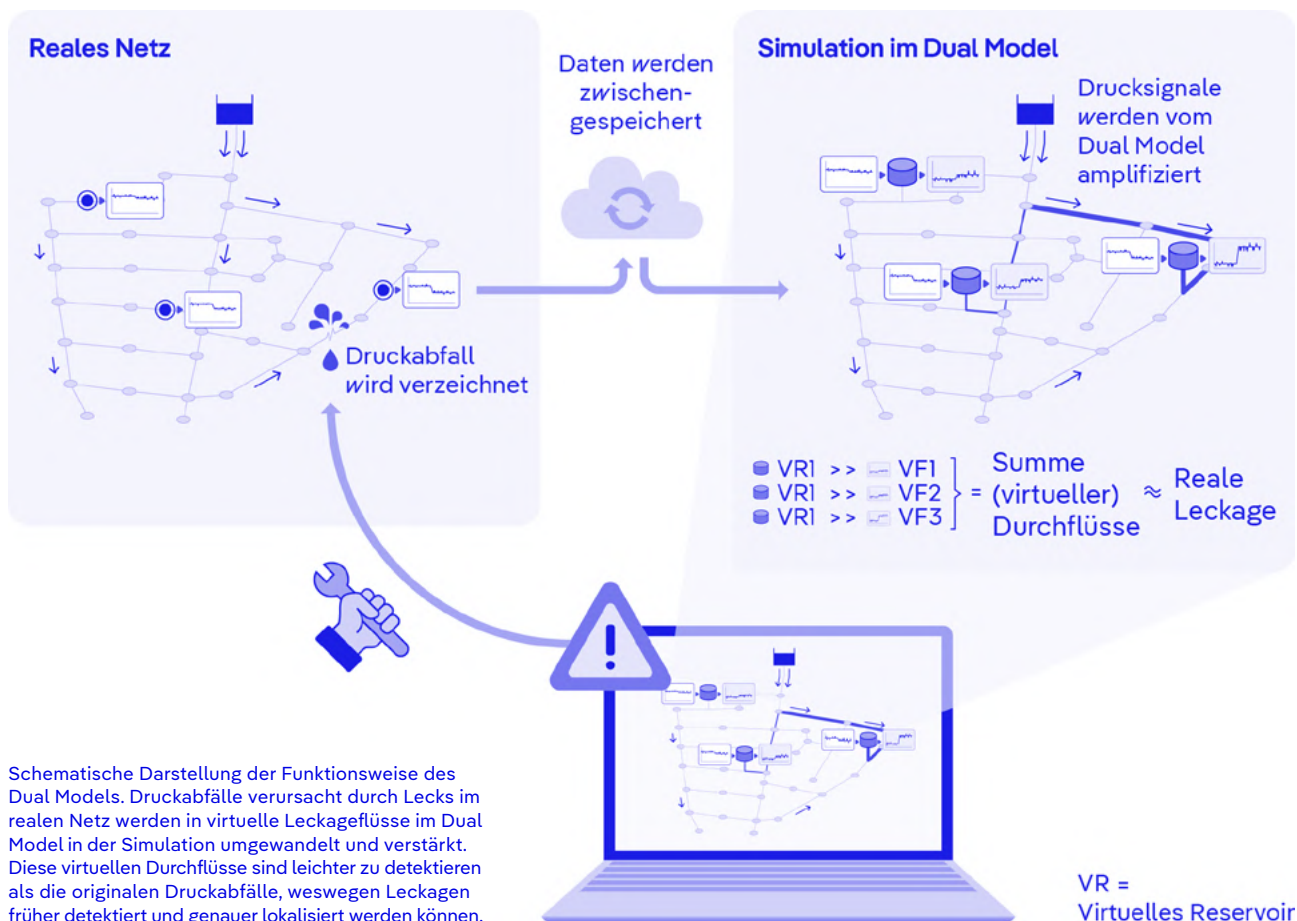 Reales Netz
Daten werden
zwischen-
gespeichert
Simulation im Dual Model
Drucksignale
werden vom
Dual Model
amplifiziert
Druckabfall
wird verzeichnet
VR1 >> VF1
VR1 >> VF2
VR1 >> VF3
=
Summe
(virtueller)
Durchflüsse
≈
Reale
Leckage
!
Schematische Darstellung der Funktionsweise des
Dual Models. Druckabfälle verursacht durch Lecks im
realen Netz werden in virtuelle Leckageflüsse im Dual
Model in der Simulation umgewandelt und verstärkt.
Diese virtuellen Durchflüsse sind leichter zu detektieren
als die originalen Druckabfälle, weswegen Leckagen
früher detektiert und genauer lokalisiert werden können.
VR =
Virtuelles Reservoir